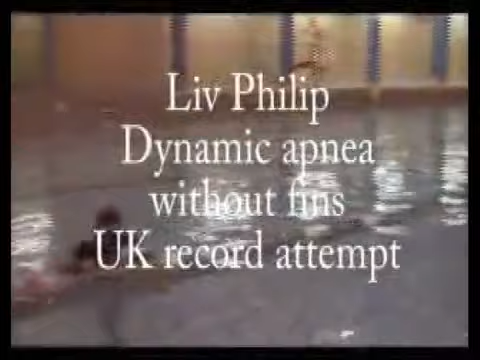 Liv Philip
Dynamic apnea
without fins
UK record attempt